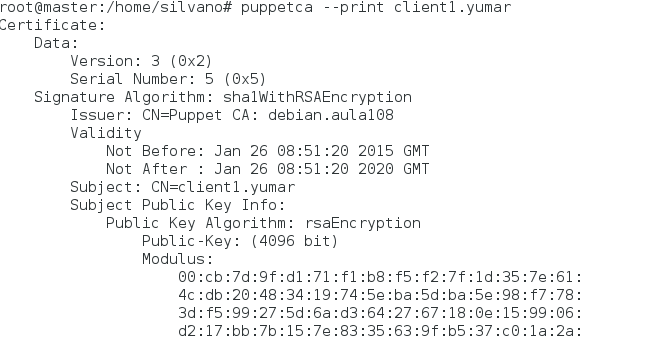 root@master:/home/silvano# puppetca --print client1.yumar
Certificate:
Data:
Version: 3 (0x2)
Serial Number: 5 (0x5)
Signature Algorithm: sha1WithRSAEncryption
Issuer: CN=Puppet CA: debian.aula108
Validity
Not Before: Jan 26 08:51:20 2015 GMT
Not After : Jan 26 08:51:20 2020 GMT
Subject: CN=client1.yumar
Subject Public Key Info:
Public Key Algorithm: rsaEncryption
Public-Key: (4096 bit)
Modulus:
00:cb:7d:9f:d1:71:f1:b8:f5:f2:7f:1d:35:7e:61:
4c:db:20:48:34:19:74:5e:ba:5d:ba:5e:98:f7:78:
3d:f5:99:27:5d:6a:d3:64:27:67:18:0e:15:99:06:
d2:17:bb:7b:15:7e:83:35:63:9f:b5:37:c0:1a:2a: